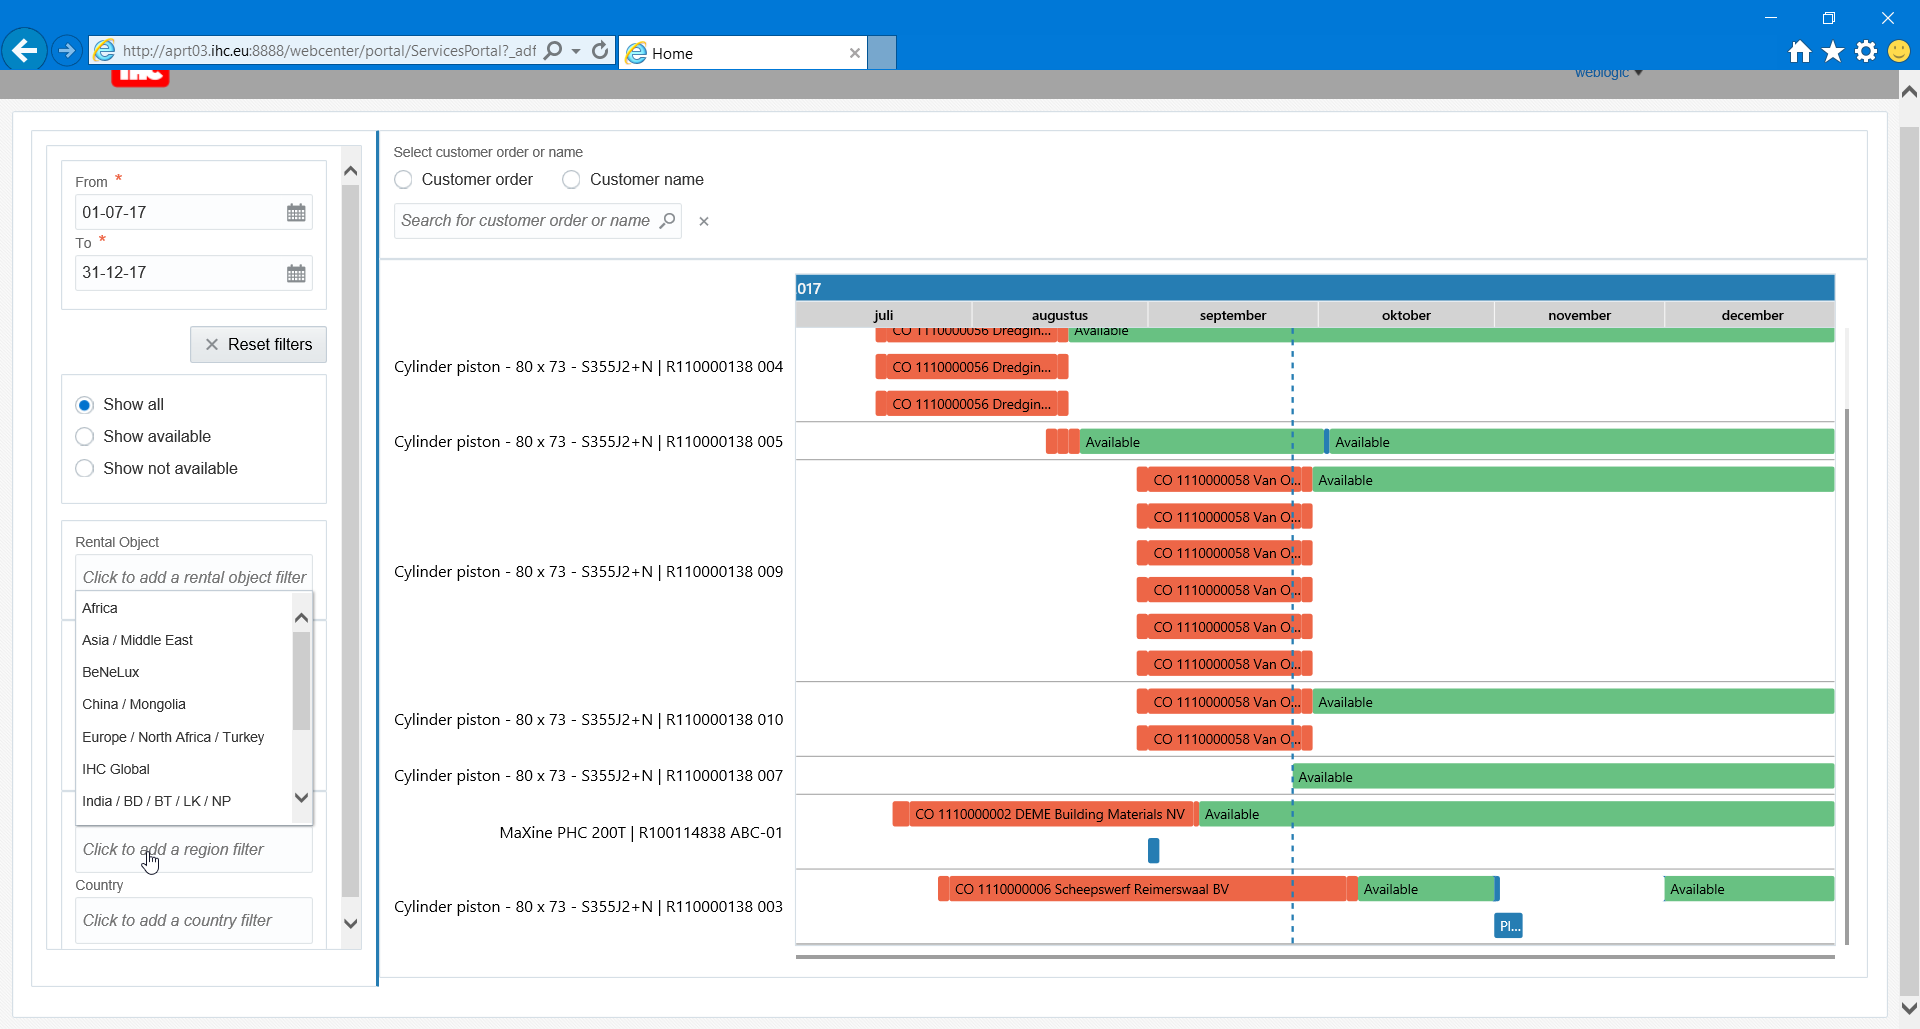 http://aprt03.ihc.eu:8888/webcenter/portal/ServicesPortal?_adf
Home
IHC
weblogic
From *
01-07-17
To *
31-12-17
Reset filters
Show all
Show available
Show not available
Rental Object
Click to add a rental object filter
Africa
Asia / Middle East
BeNeLux
China / Mongolia
Europe / North Africa / Turkey
IHC Global
India / BD / BT / LK / NP
Click to add a region filter
Country
Click to add a country filter
Select customer order or name
Customer order
Customer name
Search for customer order or name
017
juli augustus september oktober november december
CO 1110000056 Dredgin... Available
Cylinder piston - 80 x 73 - S355J2+N | R110000138 004
CO 1110000056 Dredgin...
CO 1110000056 Dredgin...
Cylinder piston - 80 x 73 - S355J2+N | R110000138 005
Available Available
CO 1110000058 Van O... Available
CO 1110000058 Van O...
CO 1110000058 Van O...
Cylinder piston - 80 x 73 - S355J2+N | R110000138 009
CO 1110000058 Van O...
CO 1110000058 Van O...
CO 1110000058 Van O...
CO 1110000058 Van O... Available
Cylinder piston - 80 x 73 - S355J2+N | R110000138 010
CO 1110000058 Van O...
Cylinder piston - 80 x 73 - S355J2+N | R110000138 007
Available
CO 1110000002 DEME Building Materials NV Available
MaXine PHC 200T | R100114838 ABC-01
CO 1110000006 Scheepswerf Reimerswaal BV Available Available
Cylinder piston - 80 x 73 - S355J2+N | R110000138 003
Pl...